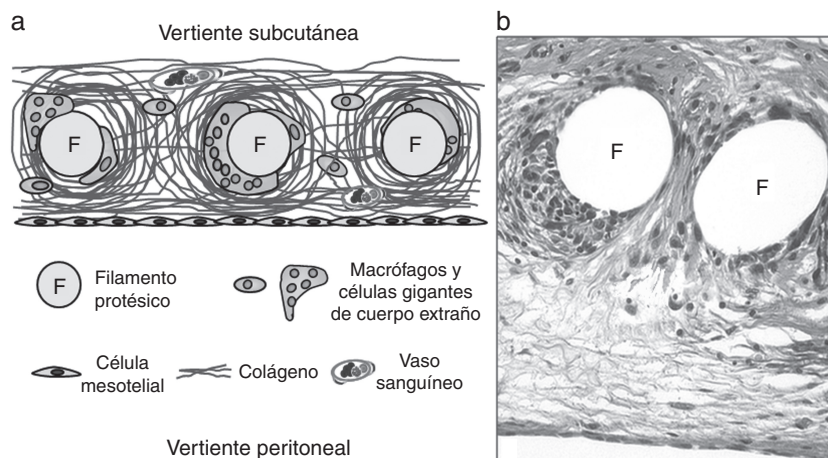 a
Vertiente subcutánea
F
F
F
F
Filamento
protésico
Macrófagos y
células gigantes
de cuerpo extraño
Célula
mesotelial
Colágeno
Vaso
sanguíneo
Vertiente peritoneal
b
F
F